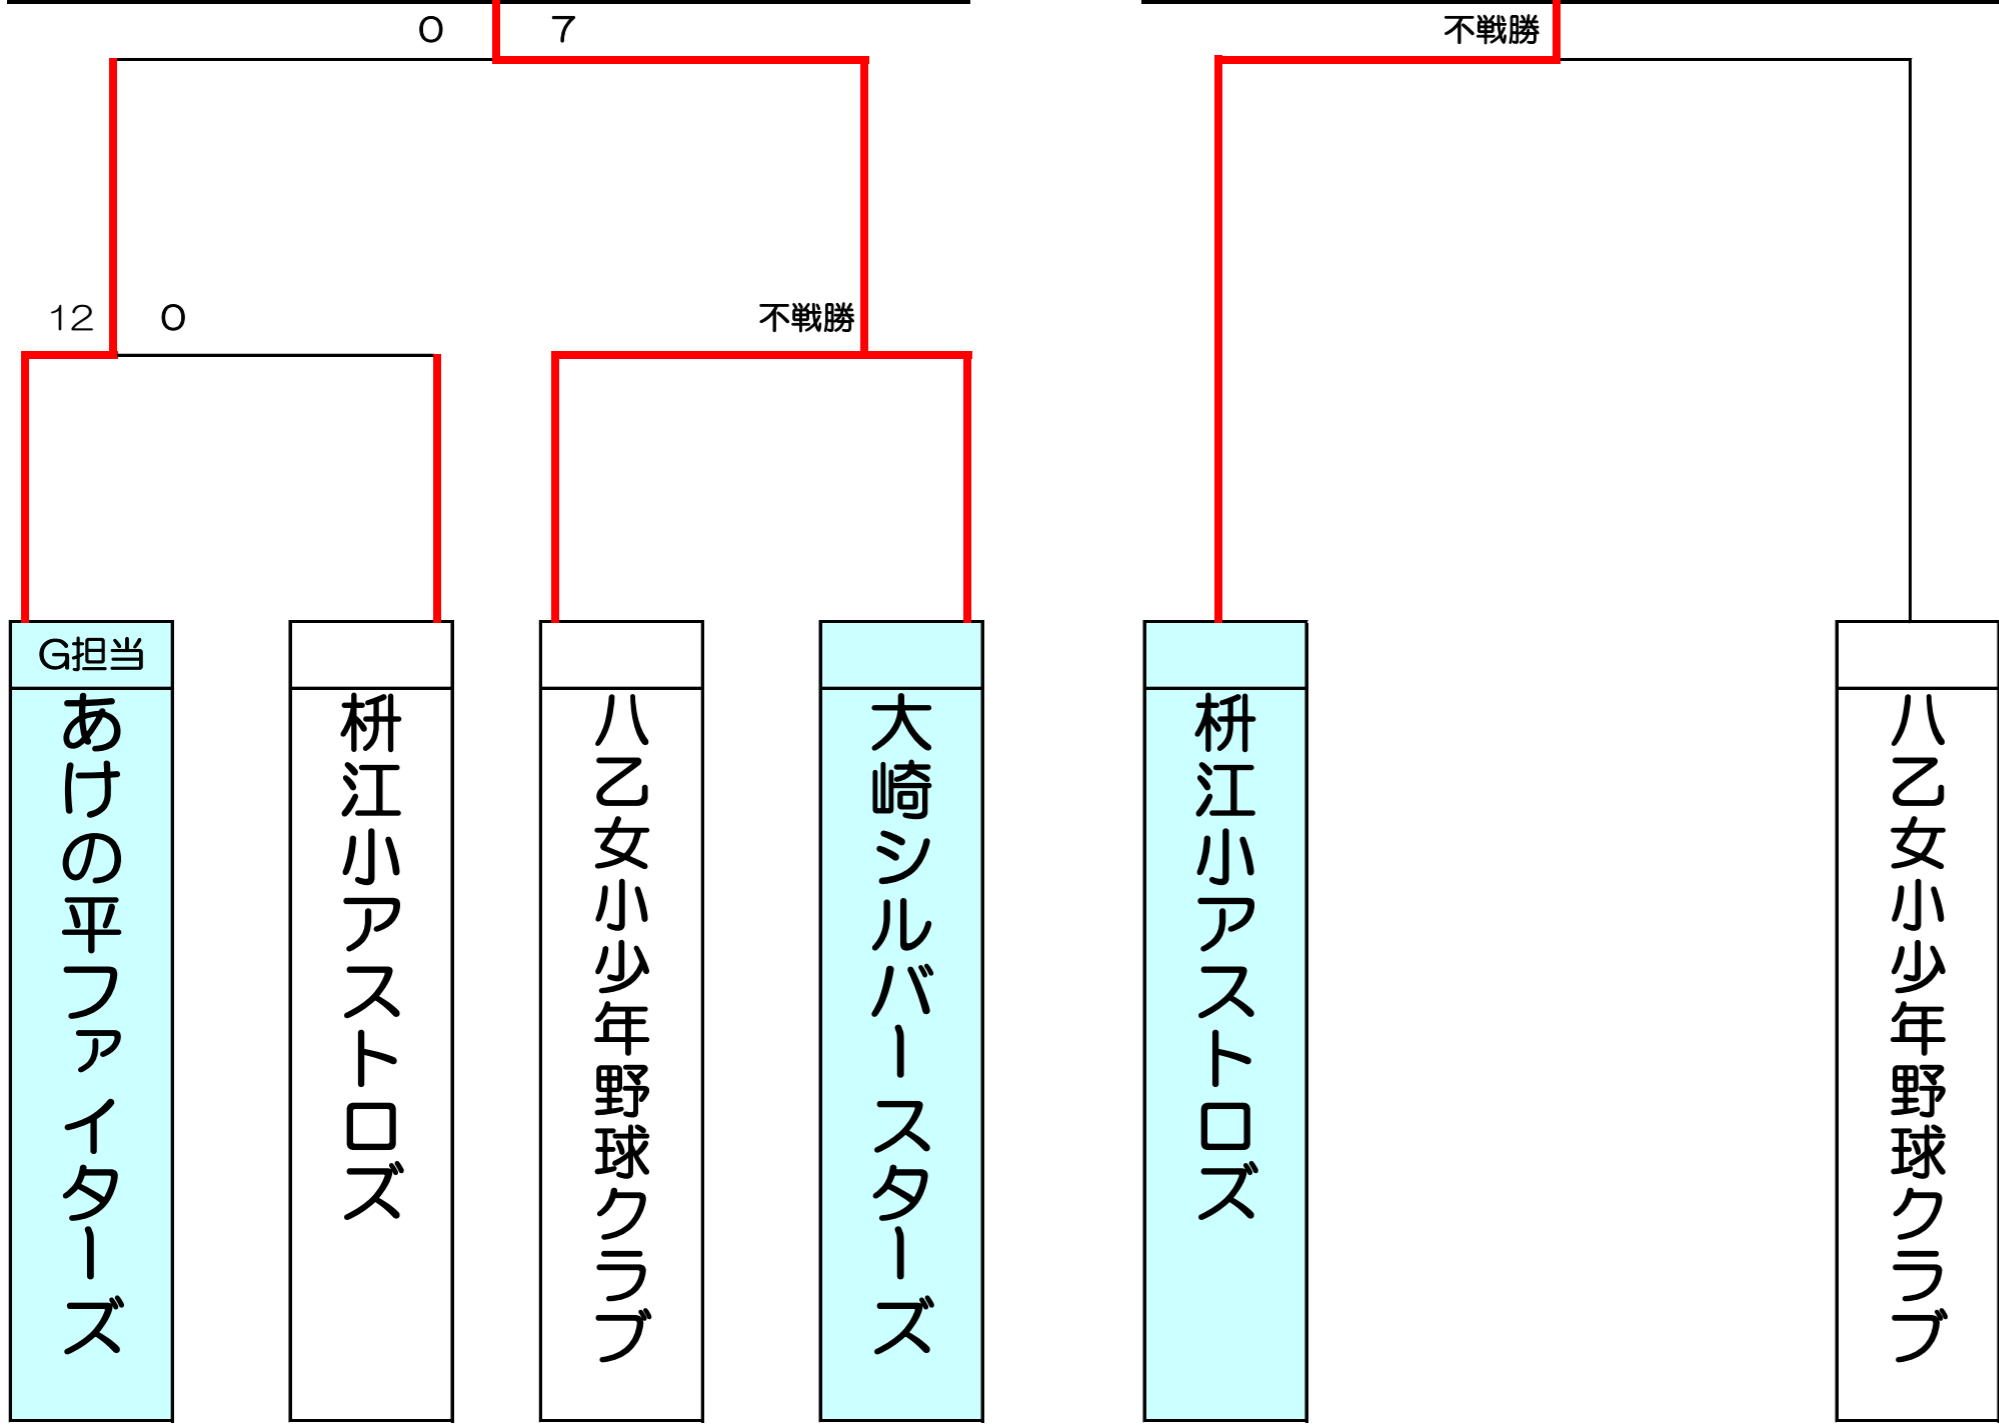 ０ ７ 不戦勝
12 ０ 不戦勝
G担当
あけの平ファイターズ
枡江小アストロズ
八乙女小少年野球クラブ
大崎シルバースターズ
枡江小アストロズ
八乙女小少年野球クラブ